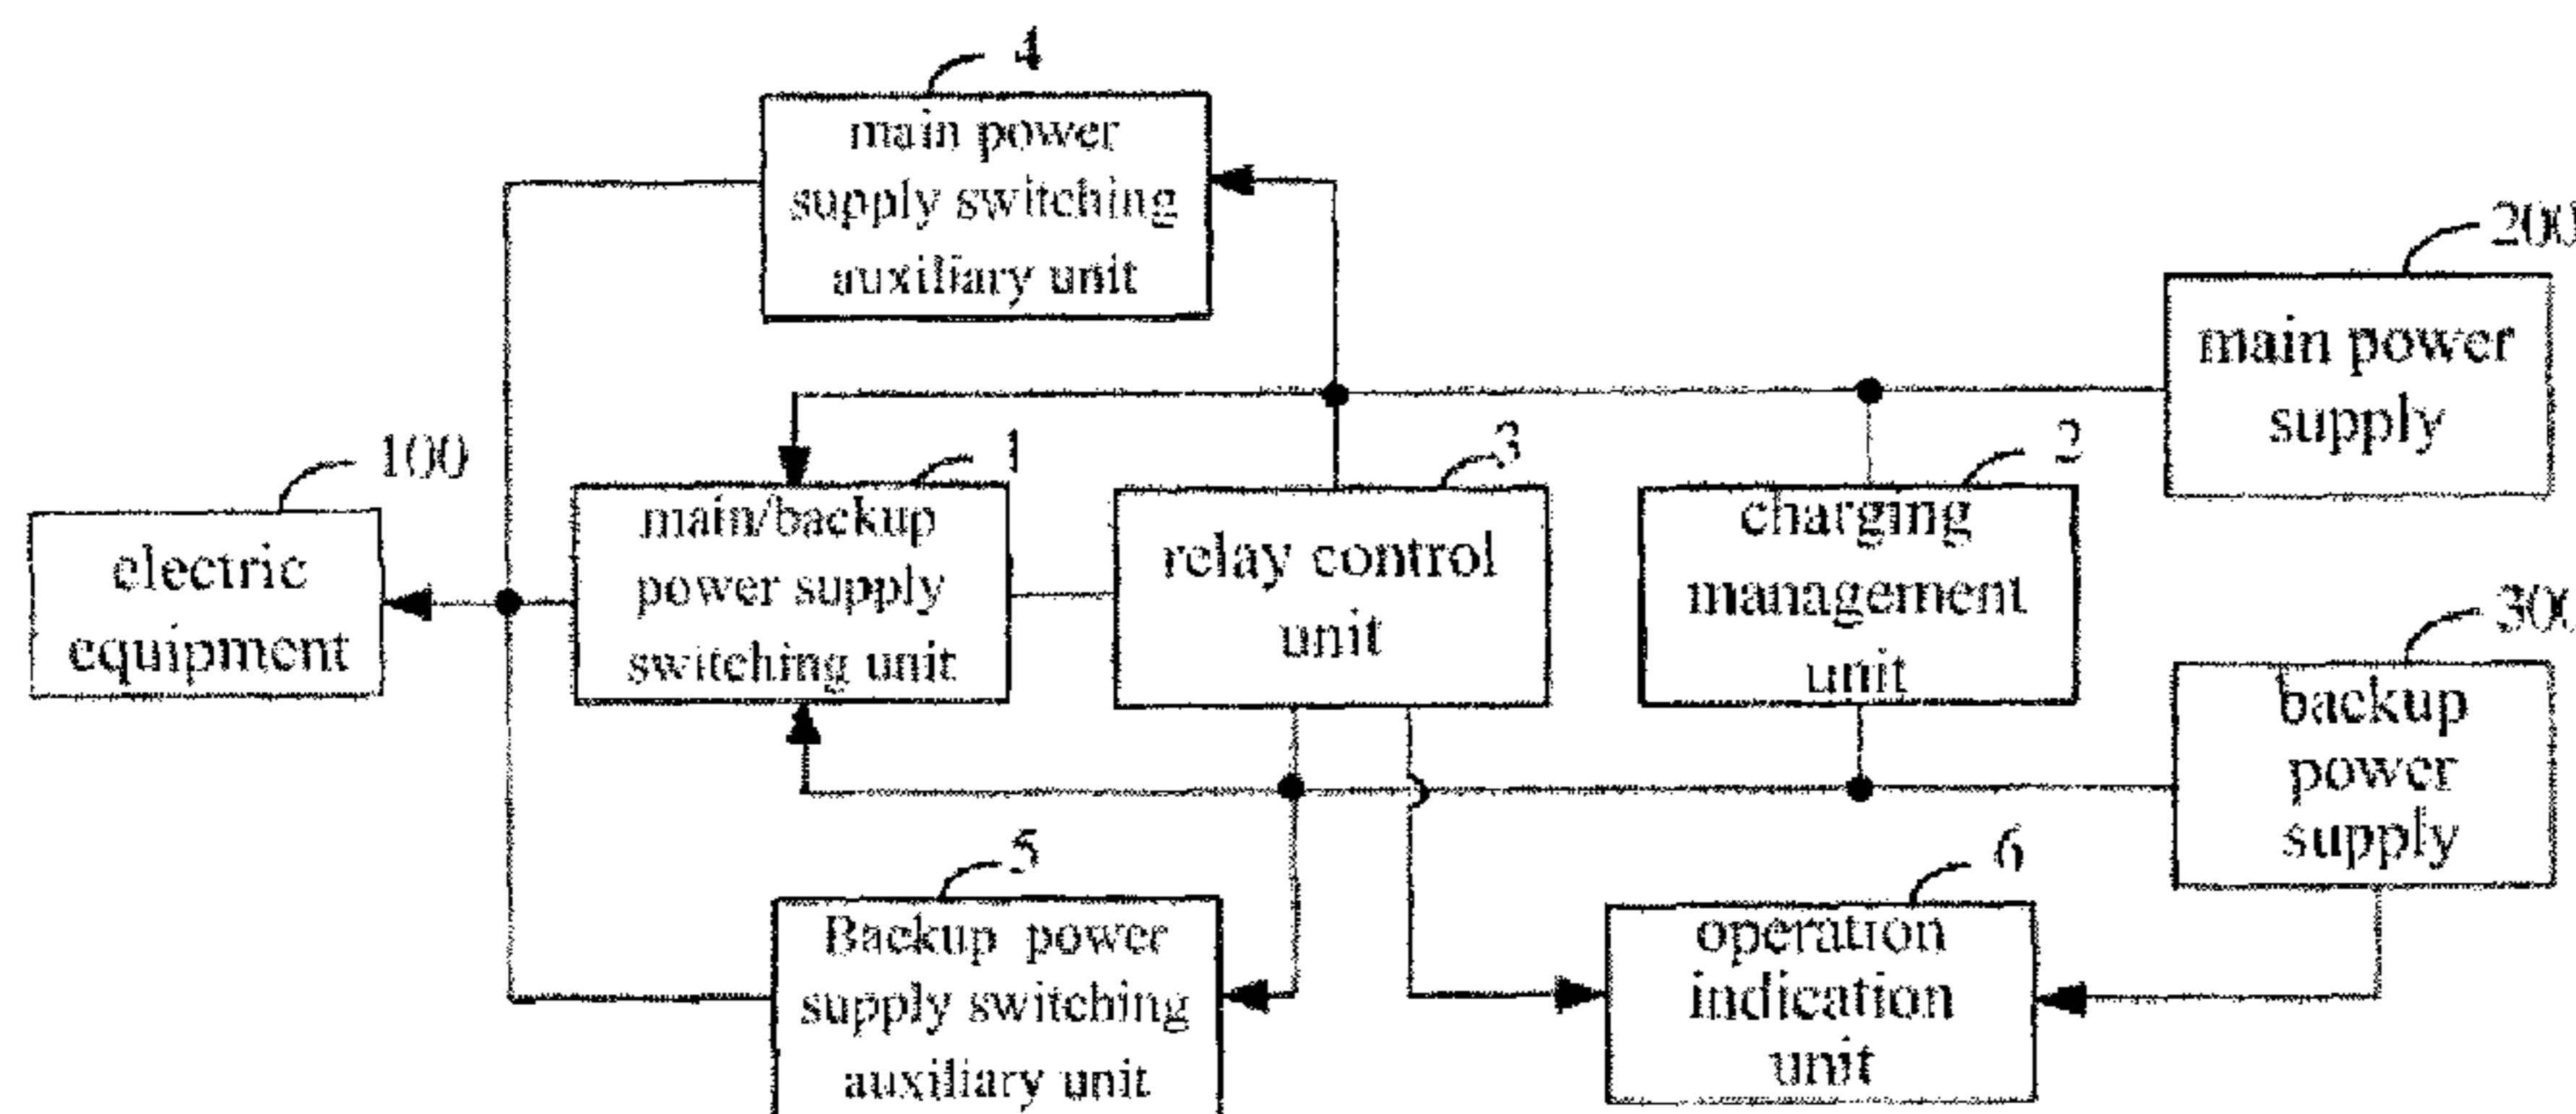 4
main power
supply switching
auxiliary unit
200
main power
supply
100
electric
equipment
1
main/backup
power supply
switching unit
3
relay control
unit
2
charging
management
unit
300
backup
power
supply
5
Backup power
supply switching
auxiliary unit
6
operation
indication
unit